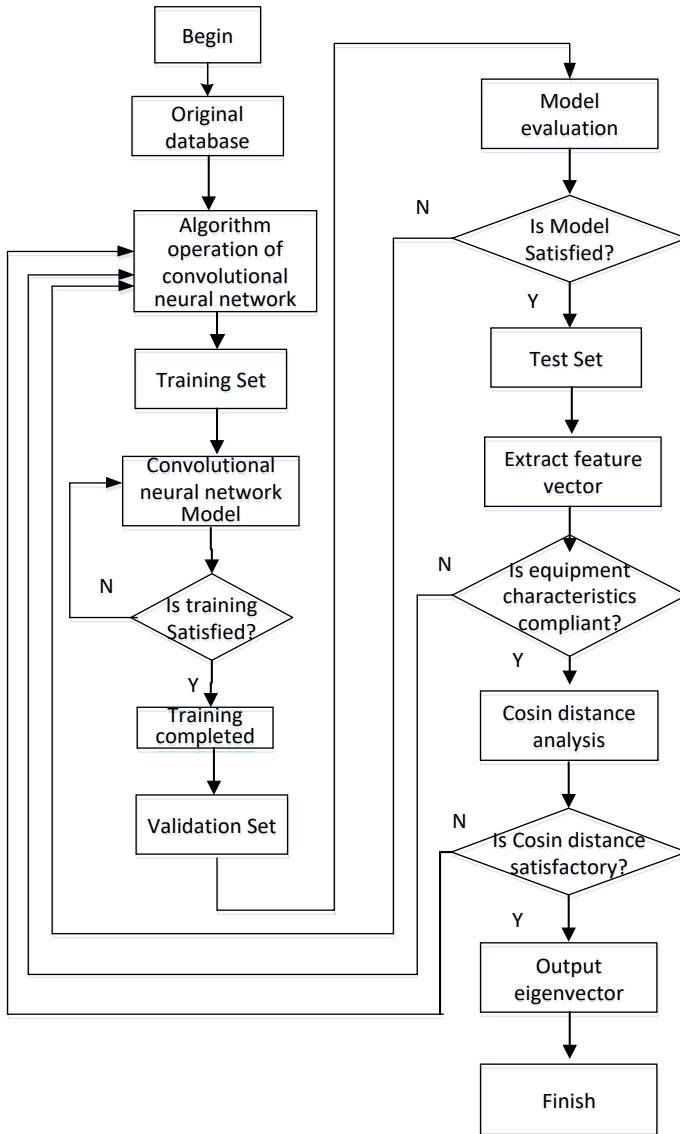 Begin
Original
database
Algorithm
operation of
convolutional
neural network
Training Set
Convolutional
neural network
Model
N
Is training
Satisfied?
Y
Training
completed
Validation Set
Model
evaluation
N
Is Model
Satisfied?
Y
Test Set
Extract feature
vector
N
Is equipment
characteristics
compliant?
Y
Cosin distance
analysis
N
Is Cosin distance
satisfactory?
Y
Output
eigenvector
Finish